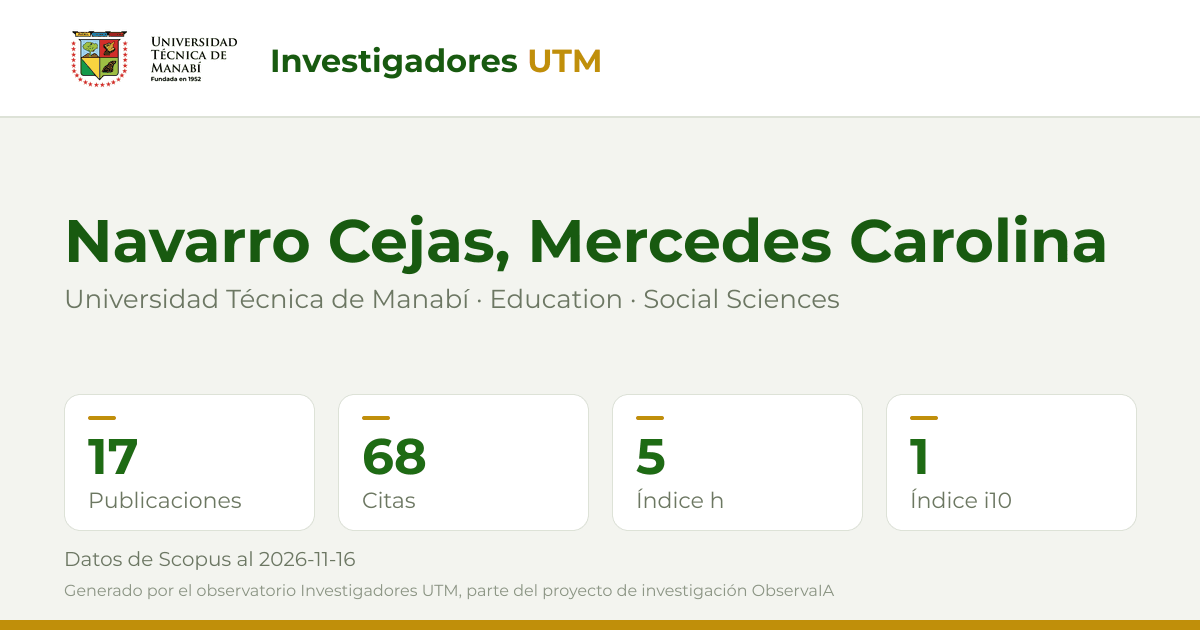 UNIVERSIDAD
TÉCNICA DE
MANABÍ
Fundada en 1952
Investigadores UTM
Navarro Cejas, Mercedes Carolina
Universidad Técnica de Manabí · Education · Social Sciences
17
Publicaciones
68
Citas
5
Índice h
1
Índice i10
Datos de Scopus al 2026-11-16
Generado por el observatorio Investigadores UTM, parte del proyecto de investigación ObservaIA